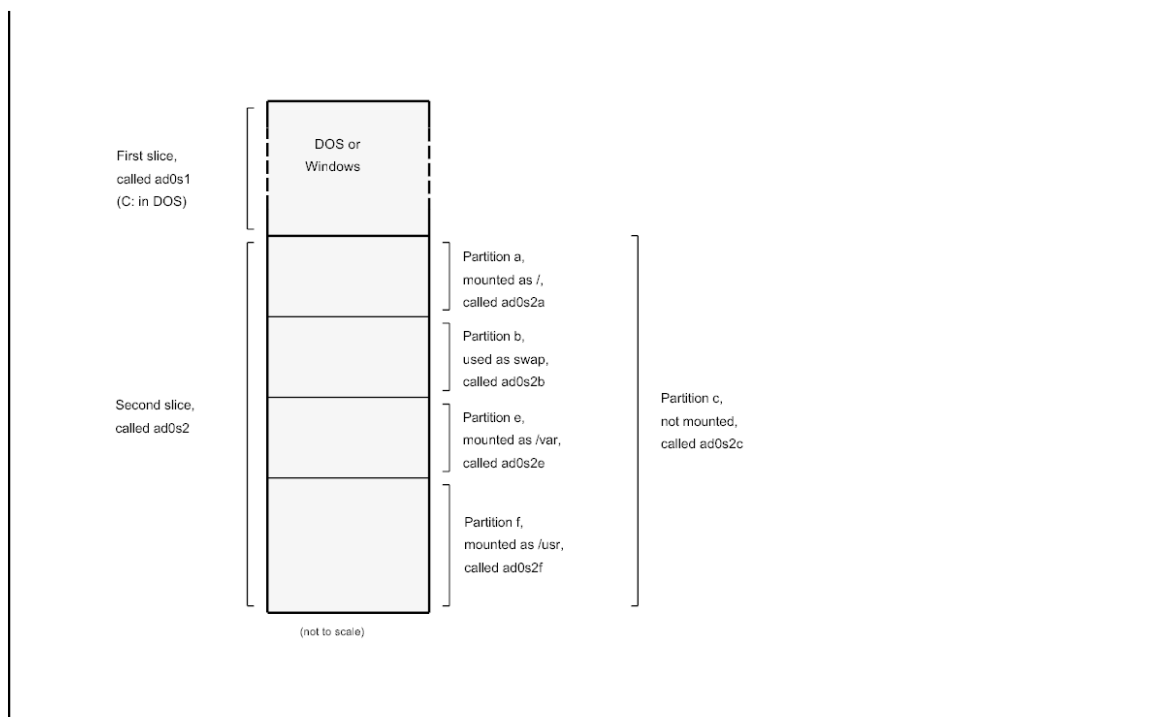 DOS or
Windows
First slice,
called ad0s1
(C: in DOS)
Partition a,
mounted as /,
called ad0s2a
Partition b,
used as swap,
called ad0s2b
Second slice,
called ad0s2
Partition c,
not mounted,
called ad0s2c
Partition e,
mounted as /var,
called ad0s2e
Partition f,
mounted as /usr,
called ad0s2f
(not to scale)